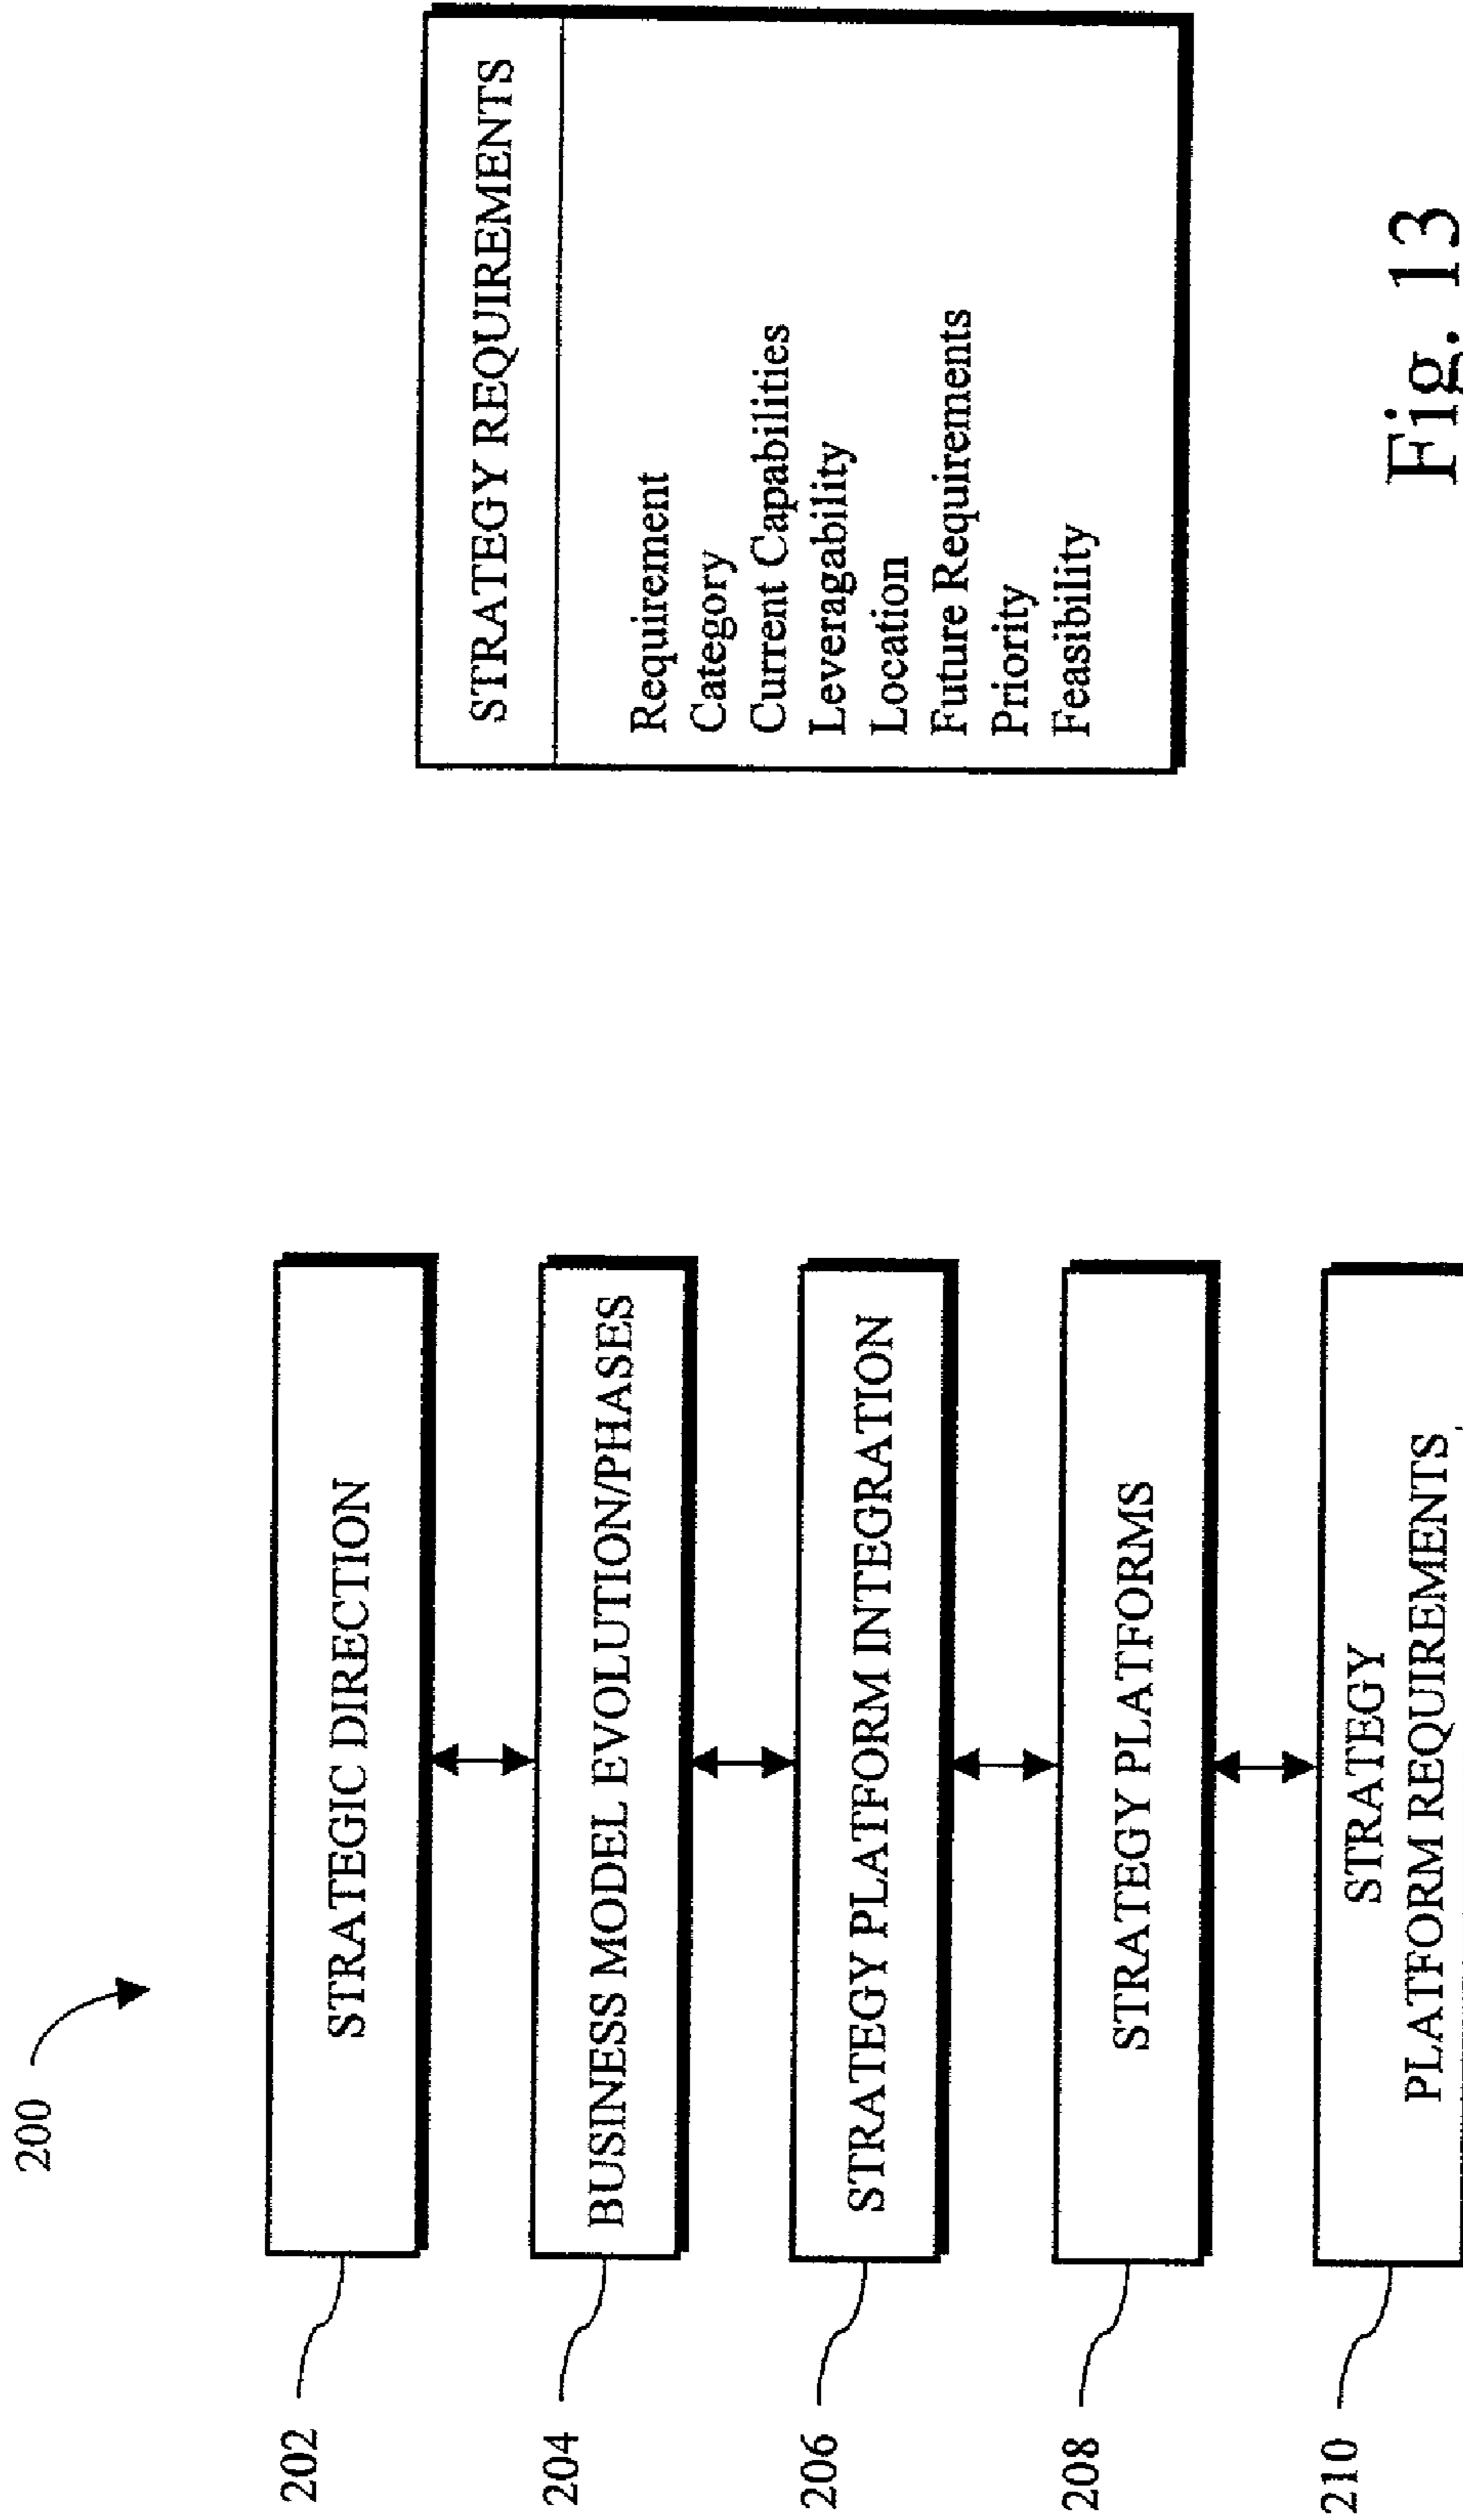 200
202
STRATEGIC DIRECTION
204
BUSINESS MODEL EVOLUTION/PHASES
206
STRATEGY PLATFORM INTEGRATION
208
STRATEGY PLATFORMS
210
STRATEGY
PLATFORM REQUIREMENTS
STRATEGY REQUIREMENTS
Requirement
Category
Current Capabilities
Leveragability
Location
Future Requirements
Priority
Feasibility
Fig. 13